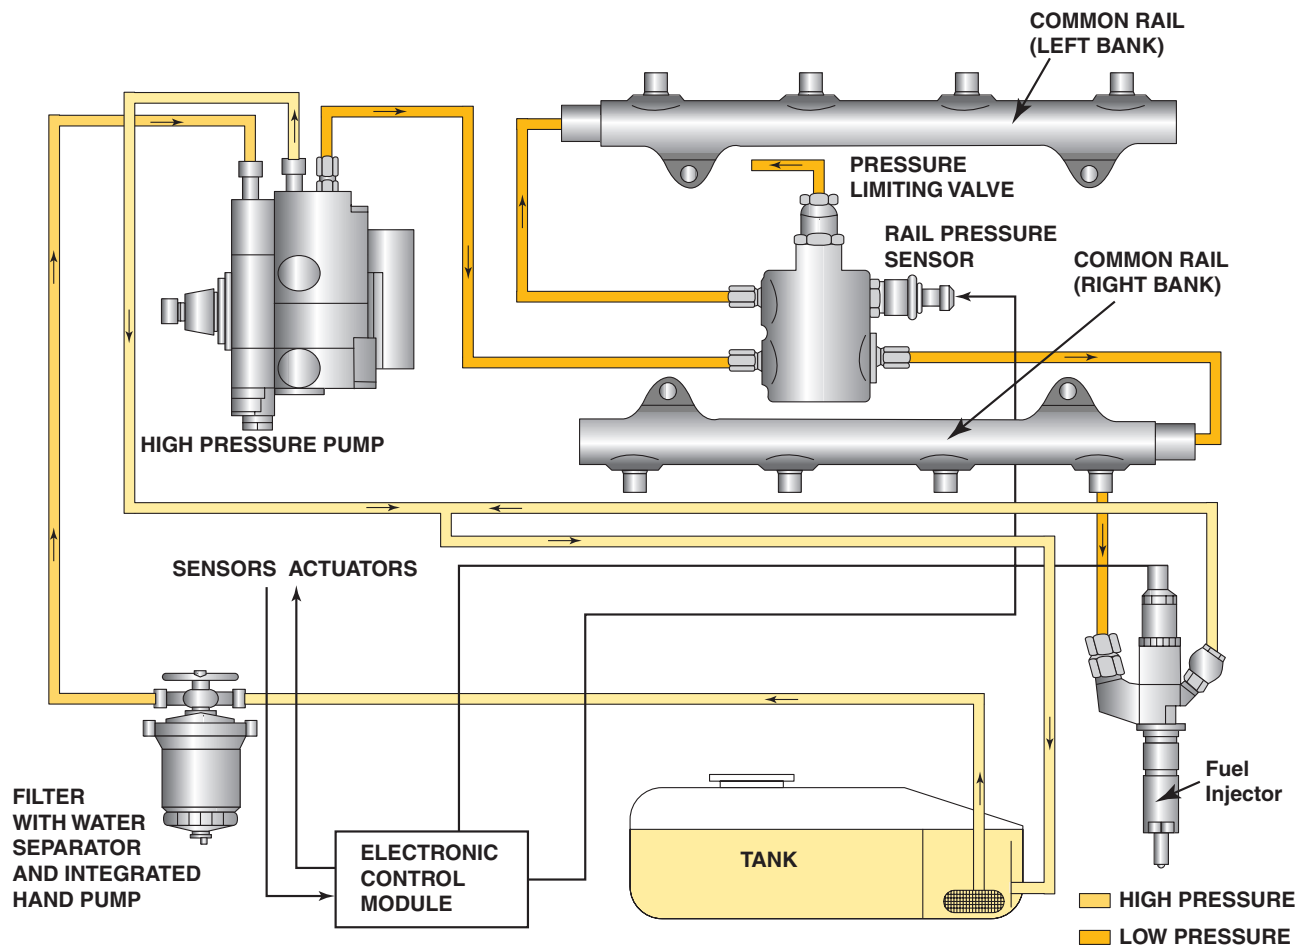 COMMON RAIL
(LEFT BANK)
PRESSURE
LIMITING VALVE
RAIL PRESSURE
SENSOR
COMMON RAIL
(RIGHT BANK)
HIGH PRESSURE PUMP
SENSORS ACTUATORS
FILTER
WITH WATER
SEPARATOR
AND INTEGRATED
HAND PUMP
ELECTRONIC
CONTROL
MODULE
TANK
Fuel
Injector
HIGH PRESSURE
LOW PRESSURE